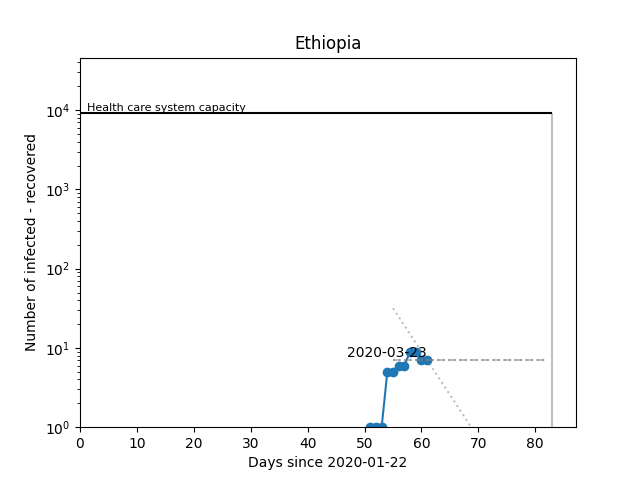 Ethiopia
Number of infected - recovered
10^4
10^3
10^2
10^1
10^0
Health care system capacity
2020-03-23
0 10 20 30 40 50 60 70 80
Days since 2020-01-22